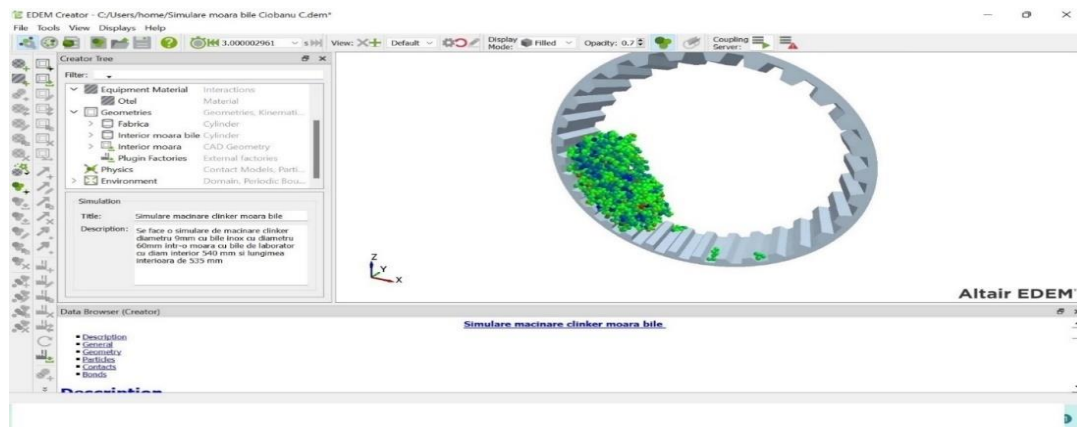 EDEM Creator - C:/Users/home/Simulare moara bile Ciobanu C.dem*
File Tools View Displays Help
3.000002961 s View: Default Display Mode: Filled Opacity: 0.7 Coupling Server:
Creator Tree
Filter:
Equipment Material Interactions
Otel Material
Geometries Geometries, Kinemati...
Fabrica Cylinder
Interior moara bile Cylinder
Interior moara CAD Geometry
Plugin Factories External factories
Physics Contact Models, Parti...
Environment Domain, Periodic Bou...
Simulation
Title: Simulare macinare clinker moara bile
Description: Se face o simulare de macinare clinker
diametru 9mm cu bile inox cu diametru
60mm intr-o moara cu bile de laborator
cu diam interior 540 mm si lungimea
interioara de 535 mm
Z
Y
X
Altair EDEM
Data Browser (Creator)
Simulare macinare clinker moara bile
Description
General
Geometry
Particles
Contacts
Bonds
Description